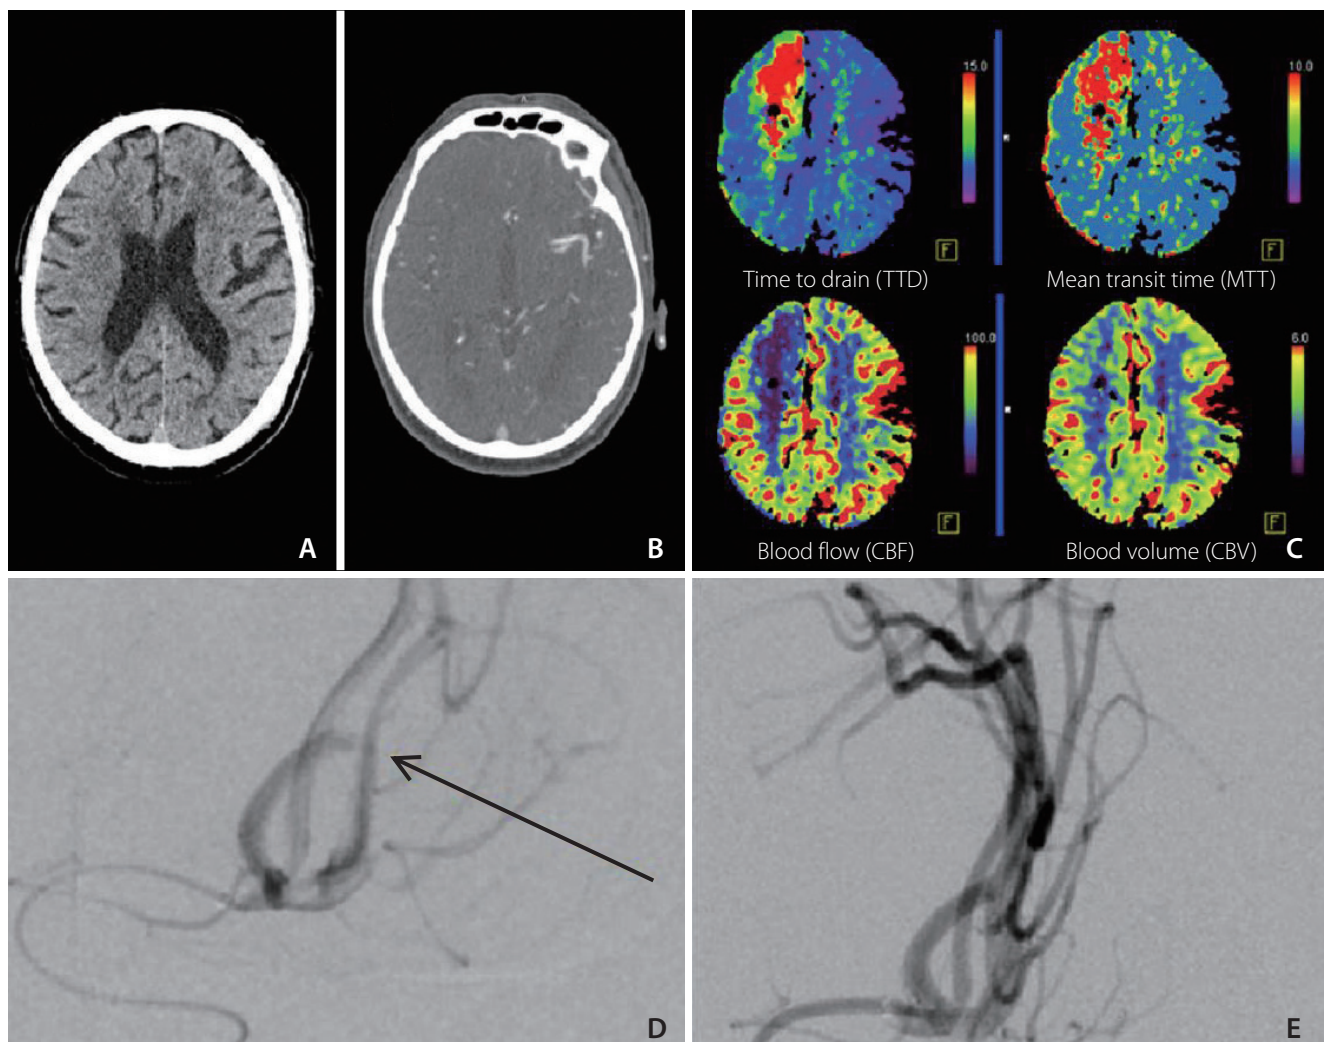 A
B
15.0
10.0
F
F
Time to drain (TTD)
Mean transit time (MTT)
100.0
6.0
F
F
Blood flow (CBF)
Blood volume (CBV)
C
D
E